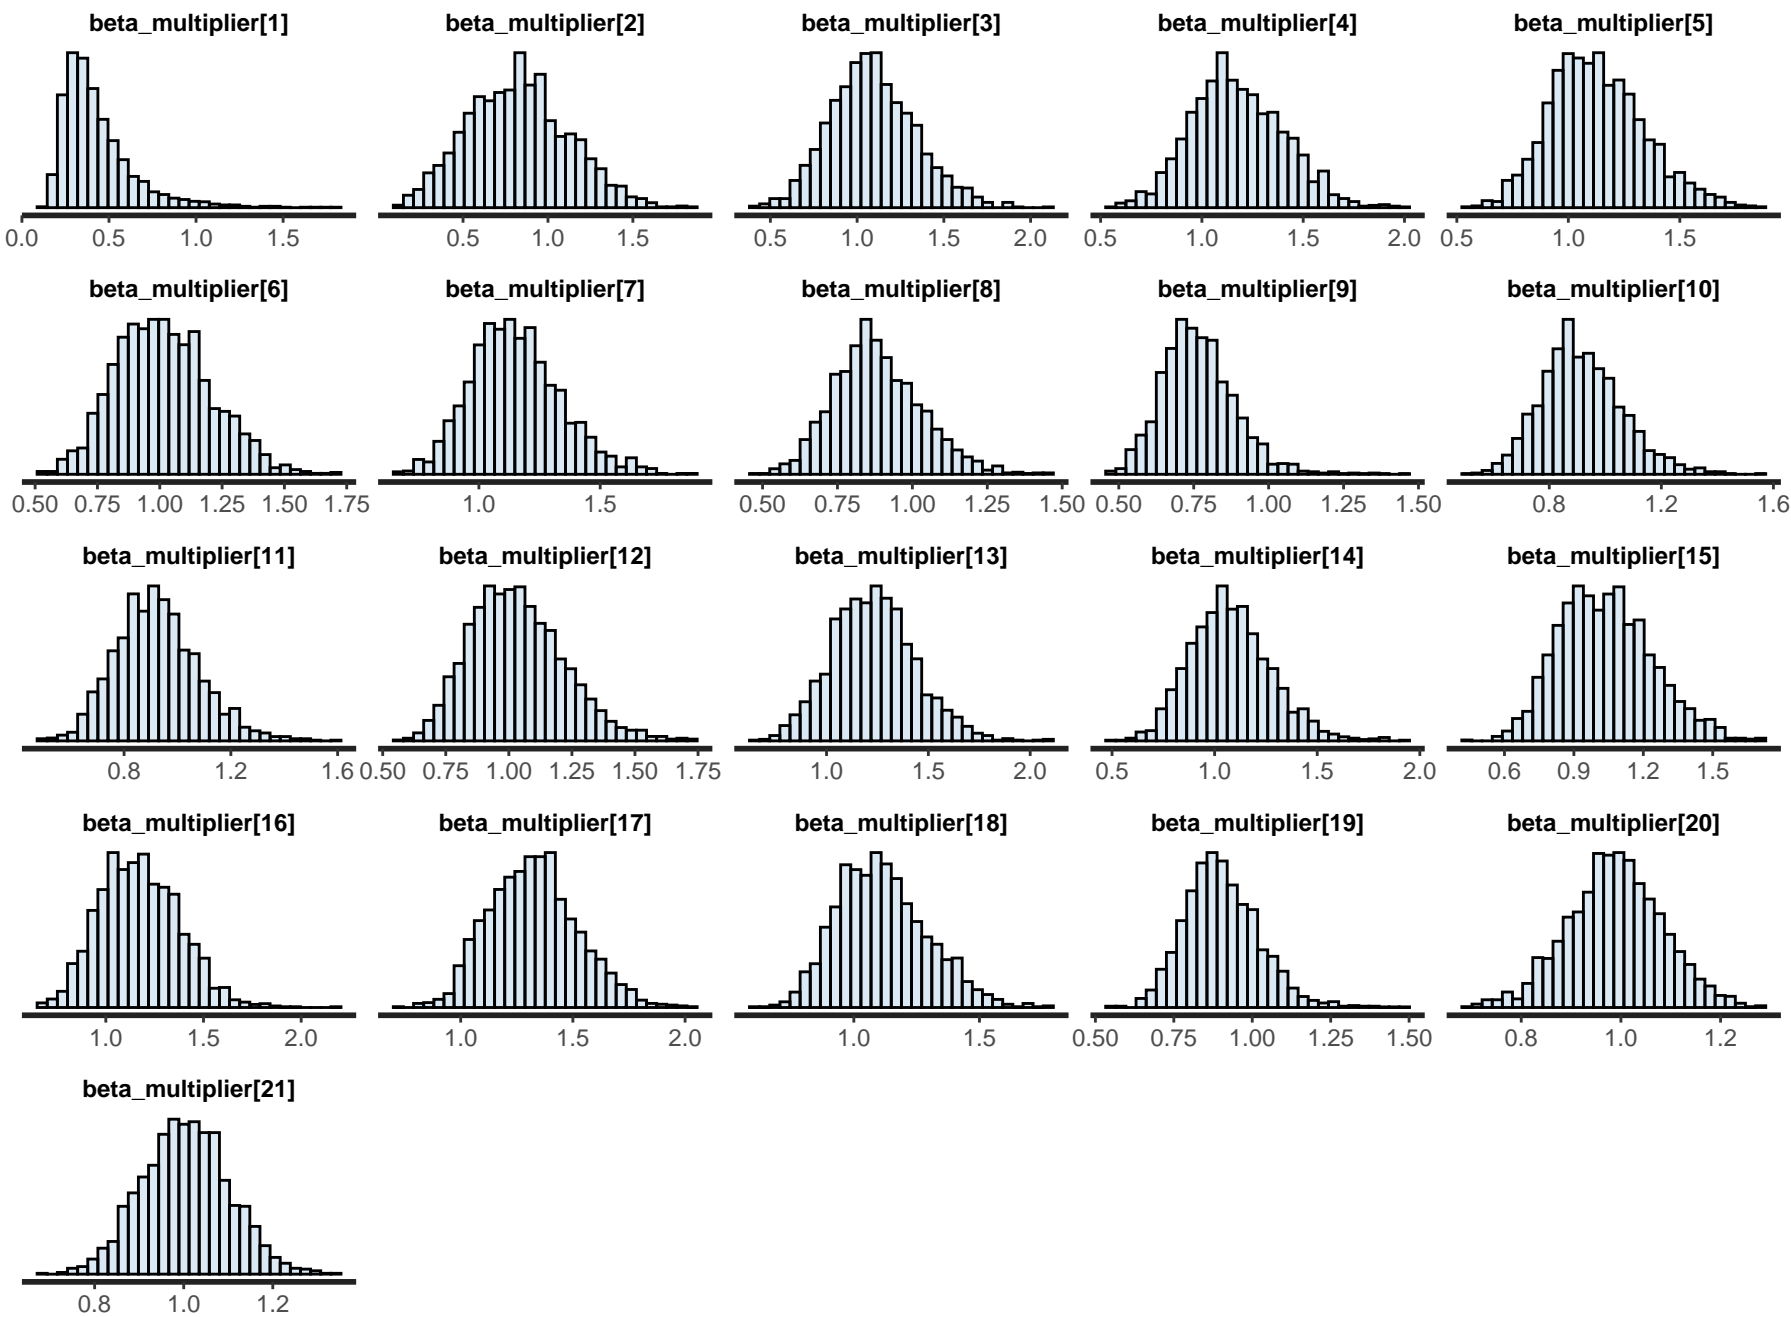 beta_multiplier[1] beta_multiplier[2] beta_multiplier[3] beta_multiplier[4] beta_multiplier[5]
0.0 0.5 1.0 1.5 0.5 1.0 1.5 0.5 1.0 1.5 2.0 0.5 1.0 1.5 2.0 0.5 1.0 1.5
beta_multiplier[6] beta_multiplier[7] beta_multiplier[8] beta_multiplier[9] beta_multiplier[10]
0.50 0.75 1.00 1.25 1.50 1.75 1.0 1.5 0.50 0.75 1.00 1.25 1.50 0.50 0.75 1.00 1.25 1.50 0.8 1.2 1.6
beta_multiplier[11] beta_multiplier[12] beta_multiplier[13] beta_multiplier[14] beta_multiplier[15]
0.8 1.2 1.6 0.50 0.75 1.00 1.25 1.50 1.75 1.0 1.5 2.0 0.5 1.0 1.5 2.0 0.6 0.9 1.2 1.5
beta_multiplier[16] beta_multiplier[17] beta_multiplier[18] beta_multiplier[19] beta_multiplier[20]
1.0 1.5 2.0 1.0 1.5 2.0 1.0 1.5 0.50 0.75 1.00 1.25 1.50 0.8 1.0 1.2
beta_multiplier[21]
0.8 1.0 1.2